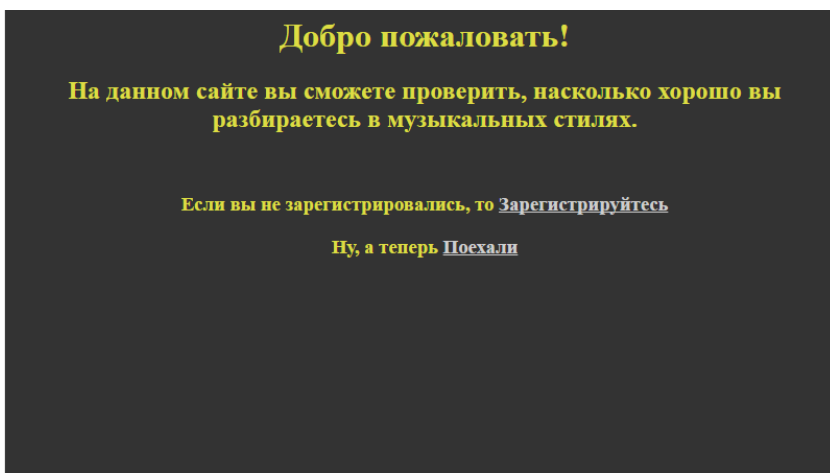 Добро пожаловать!
На данном сайте вы сможете проверить, насколько хорошо вы
разбираетесь в музыкальных стилях.
Если вы не зарегистрировались, то Зарегистрируйтесь
Ну, а теперь Поехали